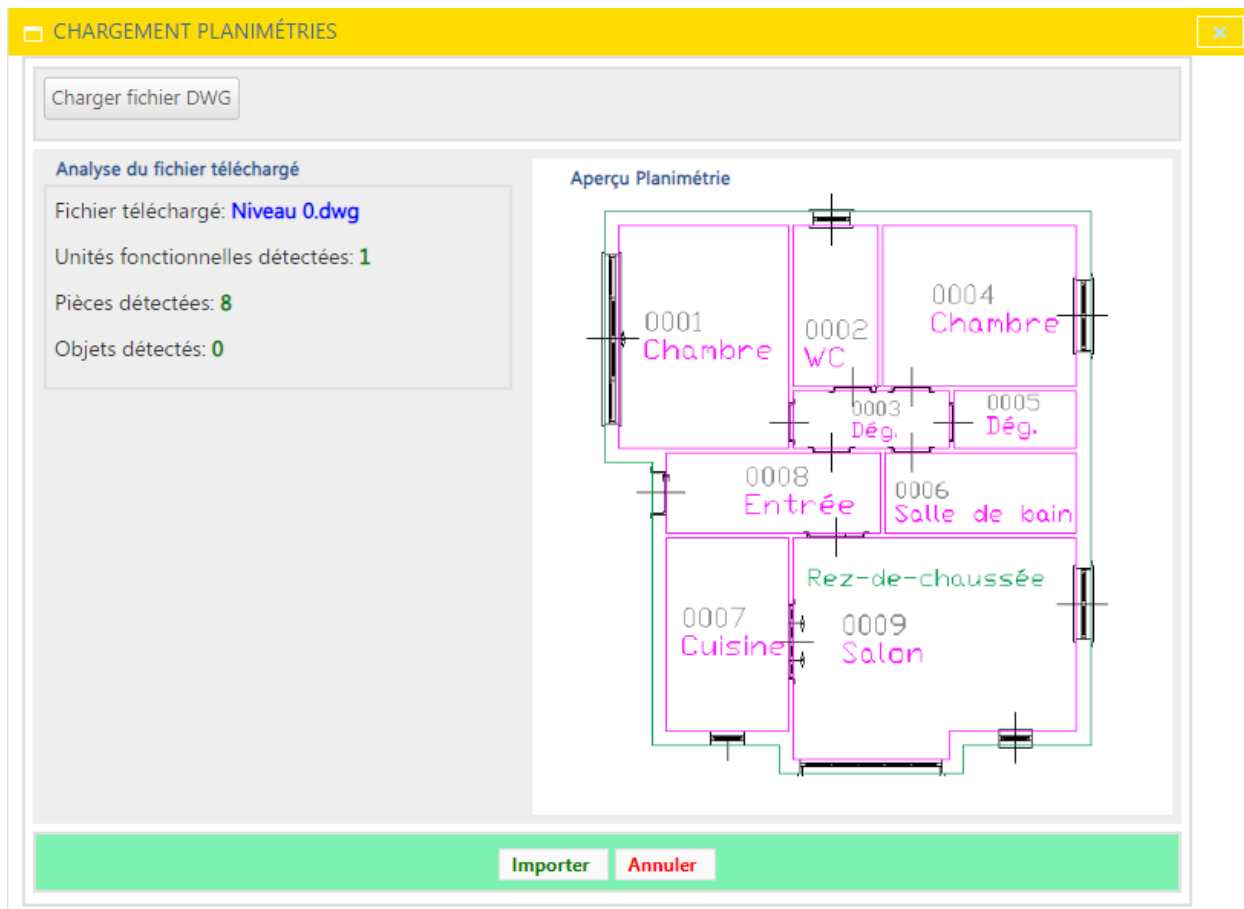 CHARGEMENT PLANIMÉTRIES
Charger fichier DWG
Analyse du fichier téléchargé
Fichier téléchargé: Niveau 0.dwg
Unités fonctionnelles détectées: 1
Pièces détectées: 8
Objets détectés: 0
Aperçu Planimétrie
0001
Chambre
0002
WC
0004
Chambre
0003
Dég.
0005
Dég.
0008
Entrée
0006
Salle de bain
Rez-de-chaussée
0007
Cuisine
0009
Salon
Importer
Annuler